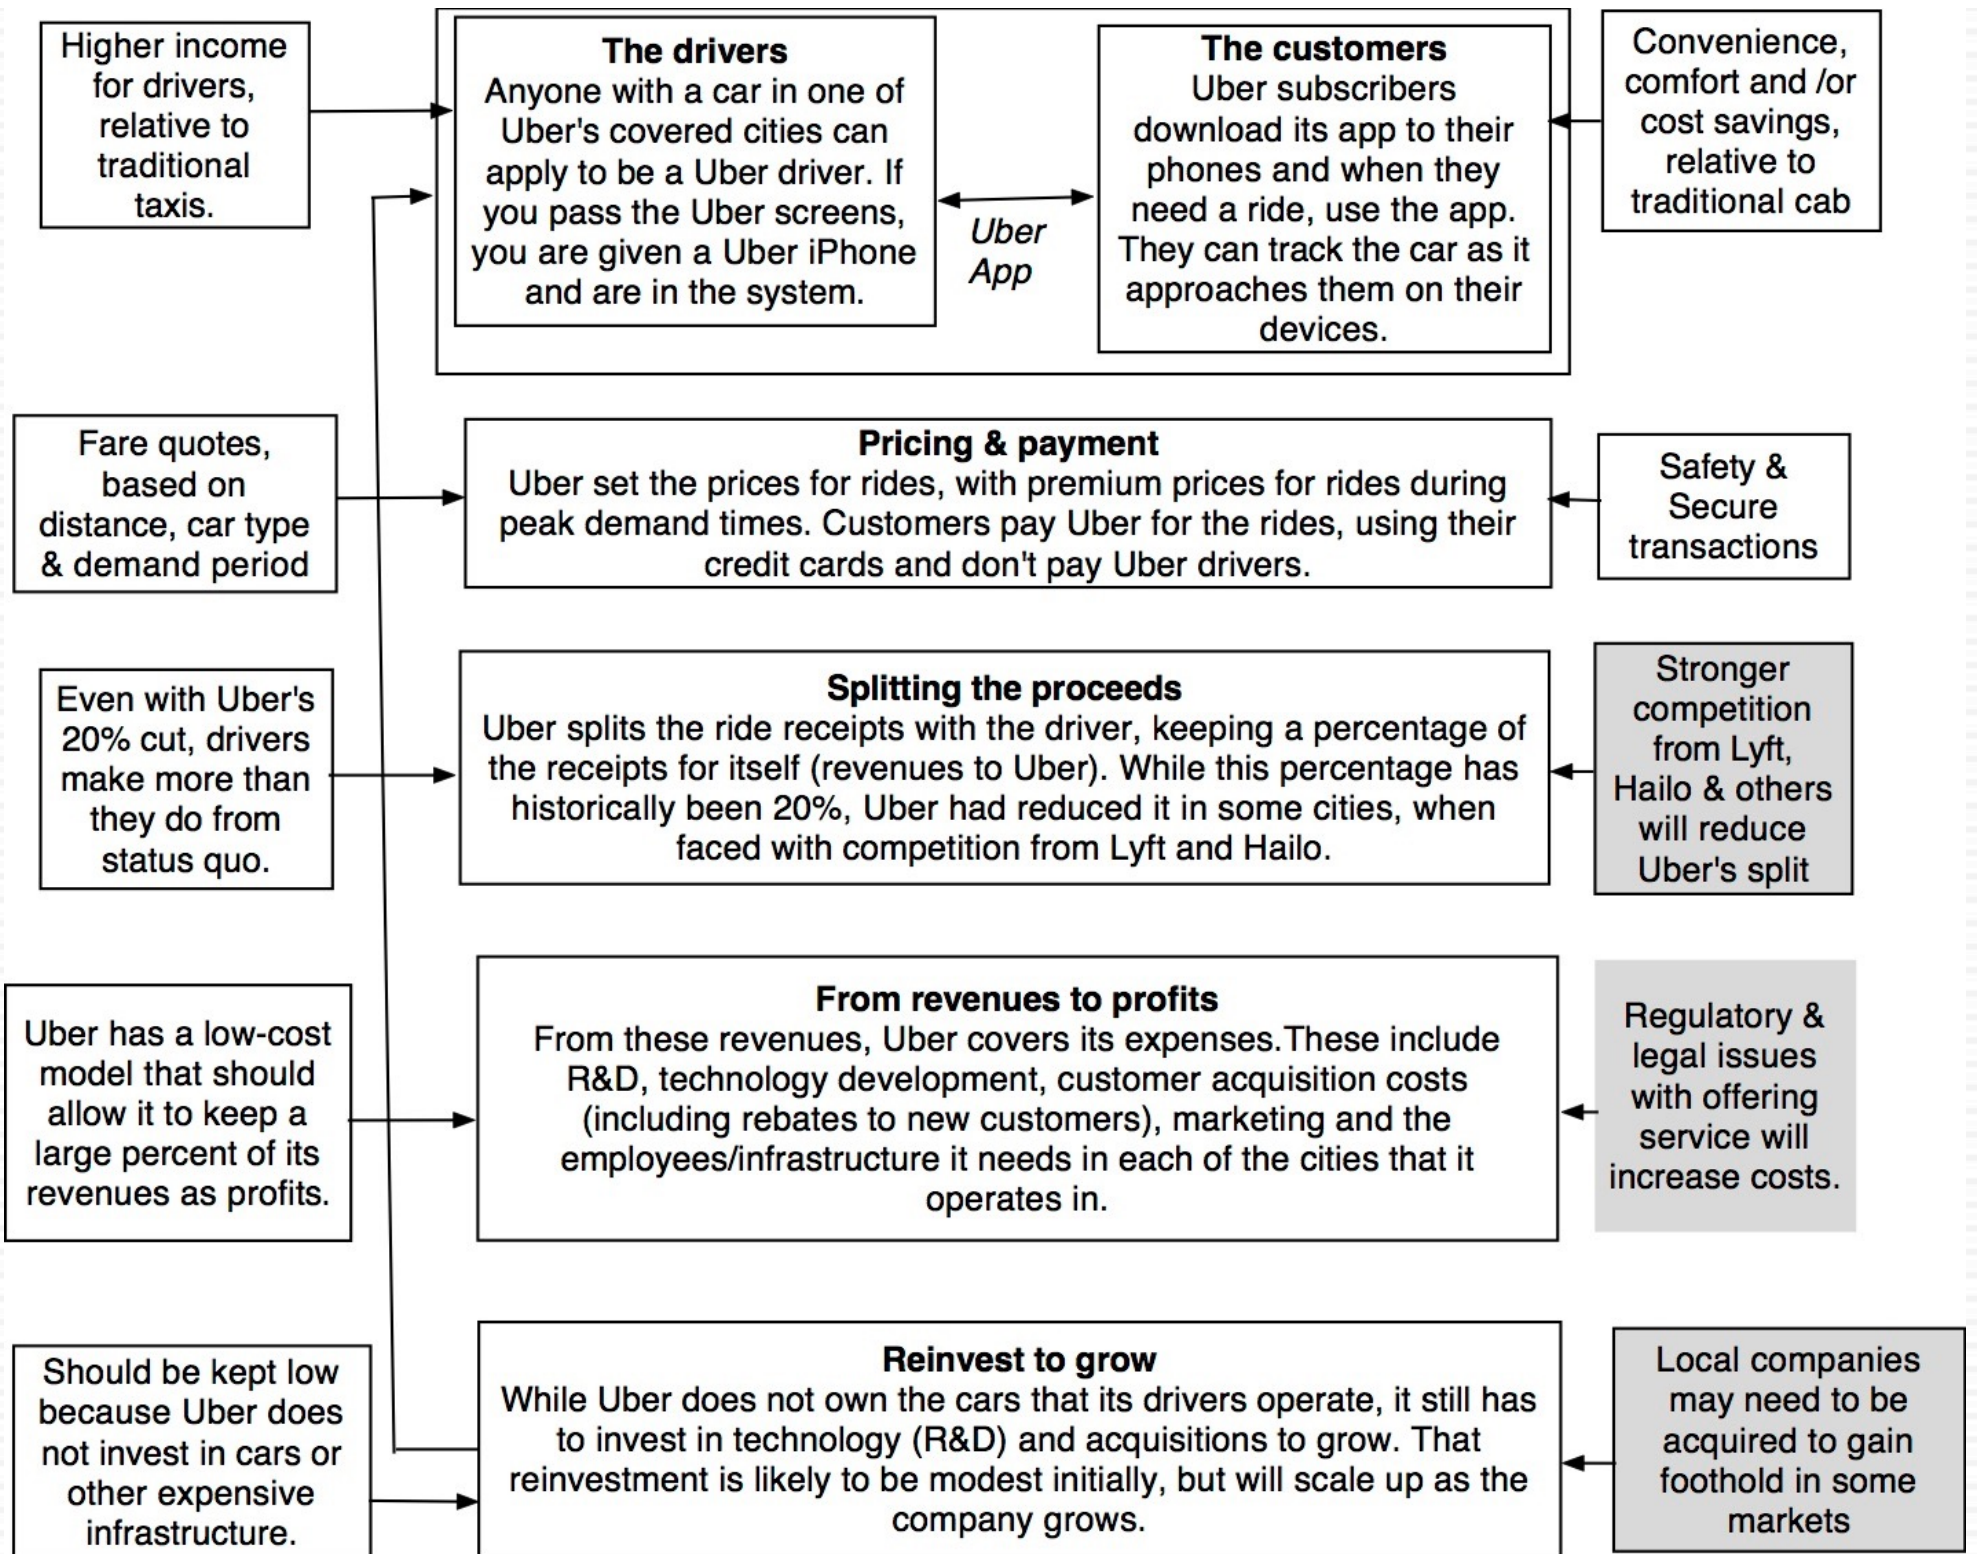 Higher income
for drivers,
relative to
traditional
taxis.
The drivers
Anyone with a car in one of
Uber's covered cities can
apply to be a Uber driver. If
you pass the Uber screens,
you are given a Uber iPhone
and are in the system.
Uber
App
The customers
Uber subscribers
download its app to their
phones and when they
need a ride, use the app.
They can track the car as it
approaches them on their
devices.
Convenience,
comfort and /or
cost savings,
relative to
traditional cab
Fare quotes,
based on
distance, car type
& demand period
Pricing & payment
Uber set the prices for rides, with premium prices for rides during
peak demand times. Customers pay Uber for the rides, using their
credit cards and don't pay Uber drivers.
Safety &
Secure
transactions
Even with Uber's
20% cut, drivers
make more than
they do from
status quo.
Splitting the proceeds
Uber splits the ride receipts with the driver, keeping a percentage of
the receipts for itself (revenues to Uber). While this percentage has
historically been 20%, Uber had reduced it in some cities, when
faced with competition from Lyft and Hailo.
Stronger
competition
from Lyft,
Hailo & others
will reduce
Uber's split
Uber has a low-cost
model that should
allow it to keep a
large percent of its
revenues as profits.
From revenues to profits
From these revenues, Uber covers its expenses.These include
R&D, technology development, customer acquisition costs
(including rebates to new customers), marketing and the
employees/infrastructure it needs in each of the cities that it
operates in.
Regulatory &
legal issues
with offering
service will
increase costs.
Should be kept low
because Uber does
not invest in cars or
other expensive
infrastructure.
Reinvest to grow
While Uber does not own the cars that its drivers operate, it still has
to invest in technology (R&D) and acquisitions to grow. That
reinvestment is likely to be modest initially, but will scale up as the
company grows.
Local companies
may need to be
acquired to gain
foothold in some
markets